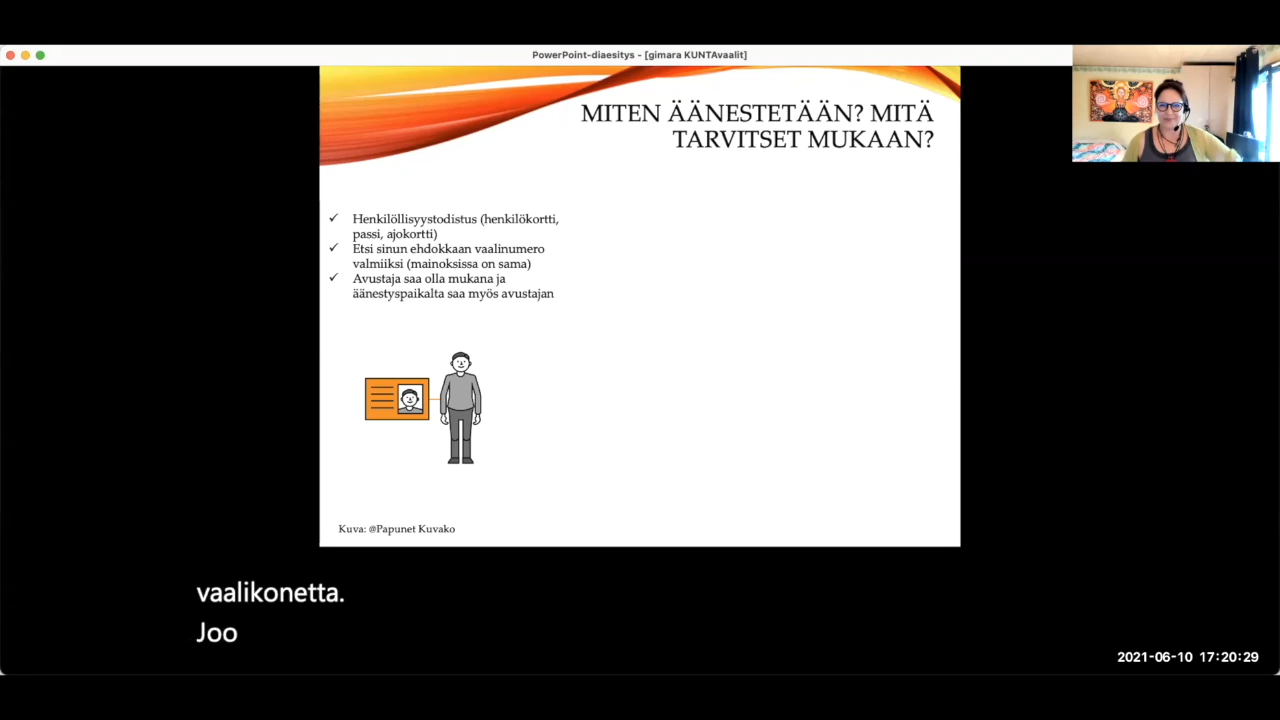 PowerPoint-diaesitys - [gimara KUNTAvaalit]
MITEN ÄÄNESTETÄÄN? MITÄ
TARVITSET MUKAAN?
✓ Henkilöllisyystodistus (henkilökortti,
passi, ajokortti)
✓ Etsi sinun ehdokkaan vaalinumero
valmiiksi (mainoksissa on sama)
✓ Avustaja saa olla mukana ja
äänestyspaikalta saa myös avustajan
Kuva: @Papunet Kuvako
vaalikonetta.
Joo
2021-06-10 17:20:29